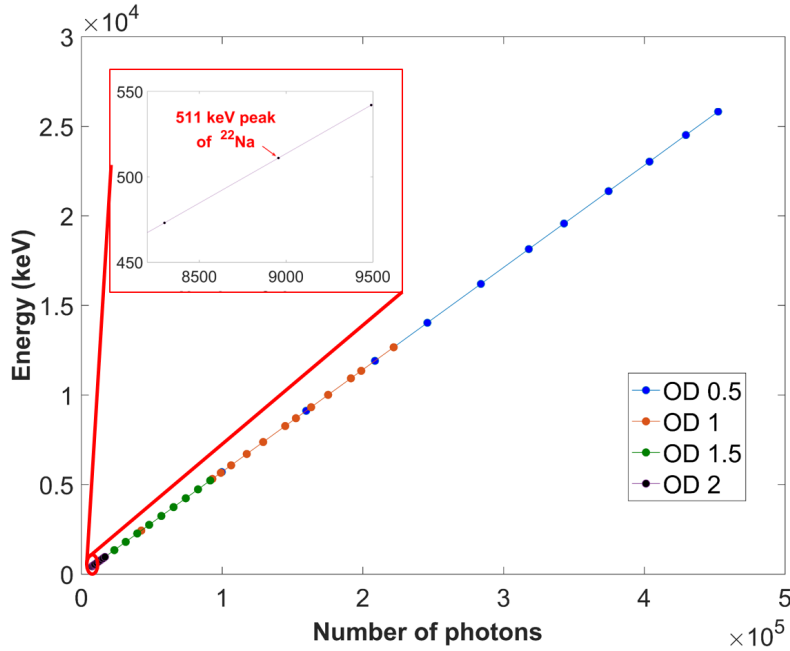 ×10⁴
3
2.5
2
1.5
1
0.5
0
Energy (keV)
550
500
450
511 keV peak
of ²²Na
8500 9000 9500
OD 0.5
OD 1
OD 1.5
OD 2
0 1 2 3 4 5
Number of photons
×10⁵